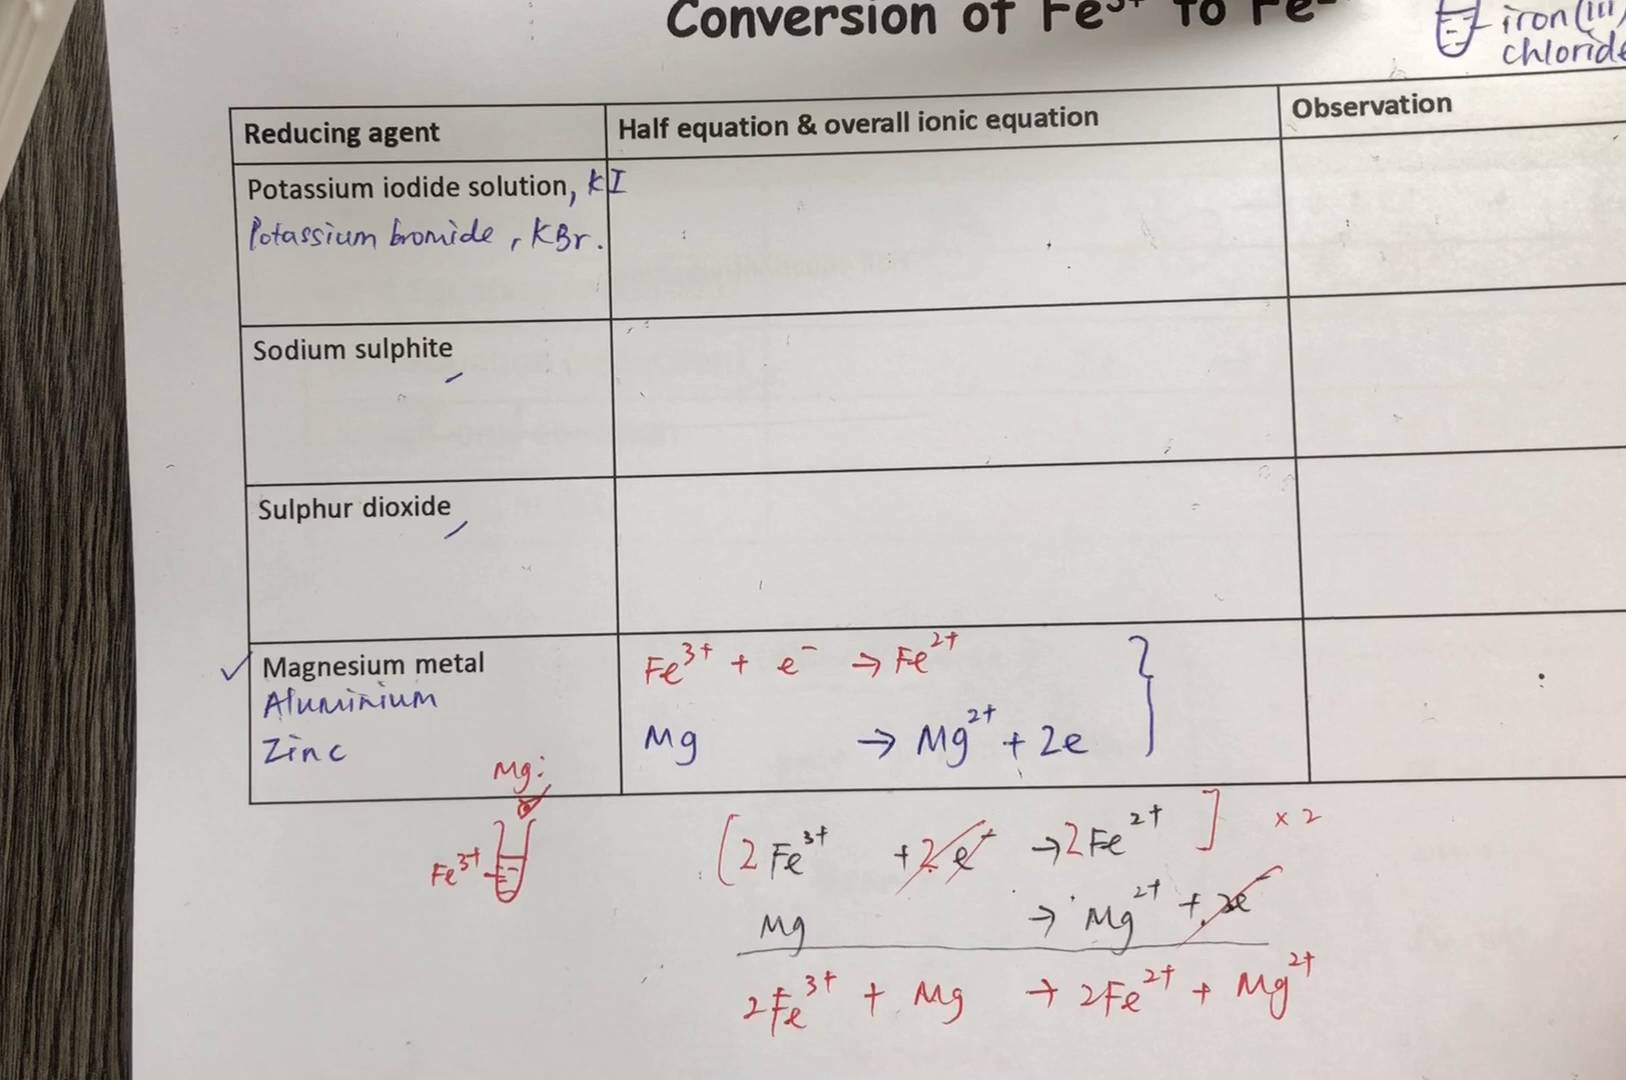 Conversion of Fe³⁺ to Fe
iron(III)
chloride
Reducing agent
Half equation & overall ionic equation
Observation
Potassium iodide solution, KI
Potassium bromide, KBr.
Sodium sulphite
Sulphur dioxide
Magnesium metal
Aluminium
Zinc
Fe³⁺ + e⁻ → Fe²⁺
Mg → Mg²⁺ + 2e
Mg:
Fe³⁺
[2Fe³⁺ + 2e⁻ → 2Fe²⁺] × 2
Mg → Mg²⁺ + 2e⁻
2Fe³⁺ + Mg → 2Fe²⁺ + Mg²⁺